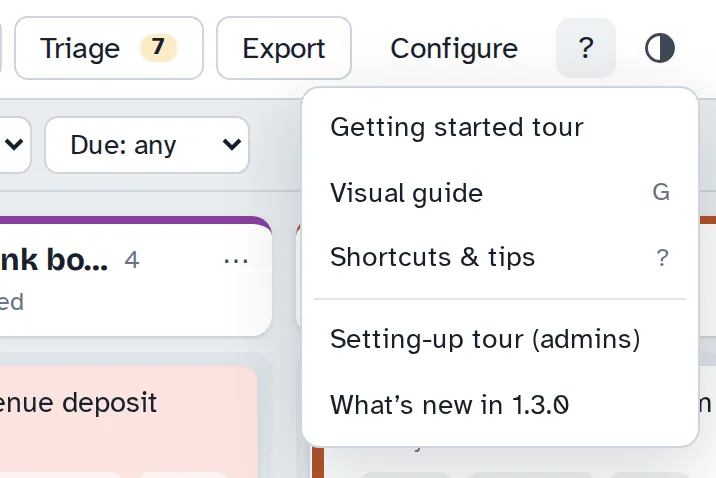 Triage 7 Export Configure ?
Due: any
Getting started tour
Visual guide G
Shortcuts & tips ?
Setting-up tour (admins)
What's new in 1.3.0
nk bo... 4 ...
ed
enue deposit
m